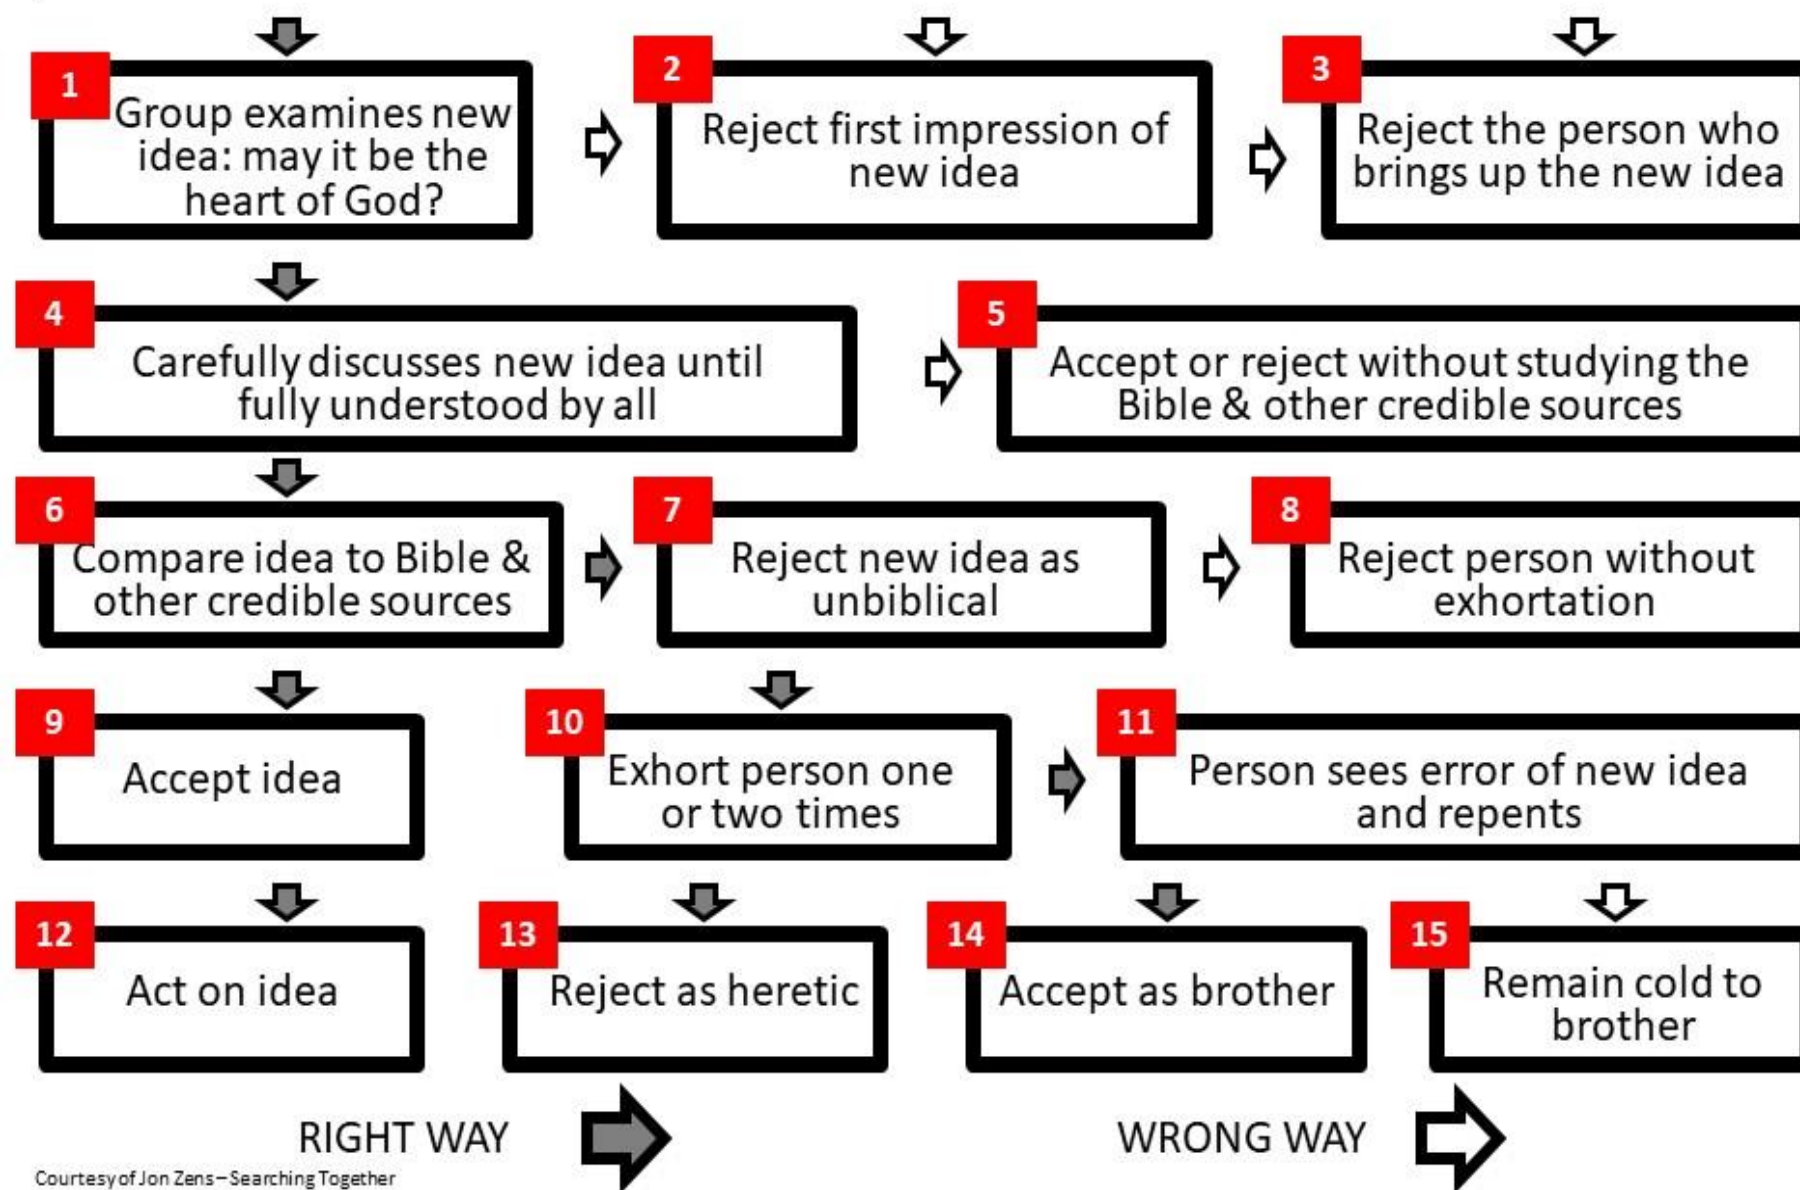 1
Group examines new
idea: may it be the
heart of God?
2
Reject first impression of
new idea
3
Reject the person who
brings up the new idea
4
Carefully discusses new idea until
fully understood by all
5
Accept or reject without studying the
Bible & other credible sources
6
Compare idea to Bible &
other credible sources
7
Reject new idea as
unbiblical
8
Reject person without
exhortation
9
Accept idea
10
Exhort person one
or two times
11
Person sees error of new idea
and repents
12
Act on idea
13
Reject as heretic
14
Accept as brother
15
Remain cold to
brother
RIGHT WAY
WRONG WAY
Courtesy of Jon Zens – Searching Together